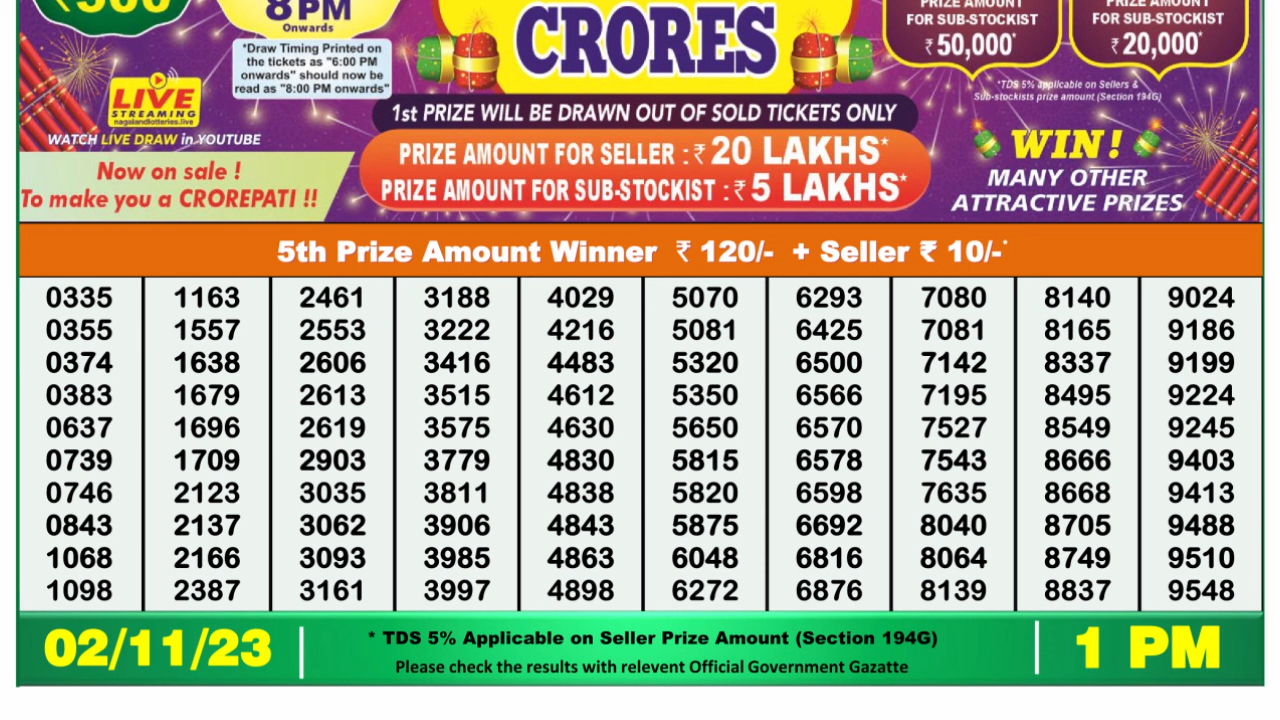 ₹500
8 PM
Onwards
*Draw Timing Printed on
the tickets as "6:00 PM
onwards" should now be
read as "8:00 PM onwards"
LIVE
STREAMING
nagalandlotteries.live
WATCH LIVE DRAW in YOUTUBE
Now on sale !
To make you a CROREPATI !!
CRORES
1st PRIZE WILL BE DRAWN OUT OF SOLD TICKETS ONLY
PRIZE AMOUNT FOR SELLER : ₹ 20 LAKHS*
PRIZE AMOUNT FOR SUB-STOCKIST : ₹ 5 LAKHS*
PRIZE AMOUNT
FOR SUB-STOCKIST
₹ 50,000*
PRIZE AMOUNT
FOR SUB-STOCKIST
₹ 20,000*
*TDS 5% applicable on Sellers &
Sub-stockists prize amount (Section 194G)
WIN !
MANY OTHER
ATTRACTIVE PRIZES
5th Prize Amount Winner ₹ 120/- + Seller ₹ 10/-*
0335 1163 2461 3188 4029 5070 6293 7080 8140 9024
0355 1557 2553 3222 4216 5081 6425 7081 8165 9186
0374 1638 2606 3416 4483 5320 6500 7142 8337 9199
0383 1679 2613 3515 4612 5350 6566 7195 8495 9224
0637 1696 2619 3575 4630 5650 6570 7527 8549 9245
0739 1709 2903 3779 4830 5815 6578 7543 8666 9403
0746 2123 3035 3811 4838 5820 6598 7635 8668 9413
0843 2137 3062 3906 4843 5875 6692 8040 8705 9488
1068 2166 3093 3985 4863 6048 6816 8064 8749 9510
1098 2387 3161 3997 4898 6272 6876 8139 8837 9548
02/11/23
* TDS 5% Applicable on Seller Prize Amount (Section 194G)
Please check the results with relevent Official Government Gazatte
1 PM